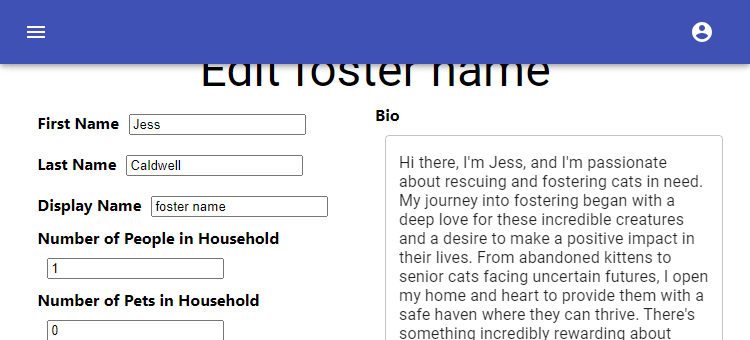 Edit foster name
First Name Jess
Last Name Caldwell
Display Name foster name
Number of People in Household
1
Number of Pets in Household
0
Bio
Hi there, I'm Jess, and I'm passionate
about rescuing and fostering cats in need.
My journey into fostering began with a
deep love for these incredible creatures
and a desire to make a positive impact in
their lives. From abandoned kittens to
senior cats facing uncertain futures, I open
my home and heart to provide them with a
safe haven where they can thrive. There's
something incredibly rewarding about